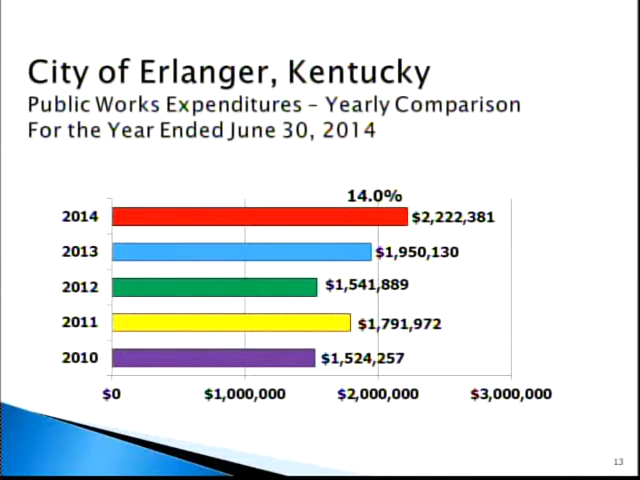 City of Erlanger, Kentucky
Public Works Expenditures – Yearly Comparison
For the Year Ended June 30, 2014
14.0%
2014 $2,222,381
2013 $1,950,130
2012 $1,541,889
2011 $1,791,972
2010 $1,524,257
$0 $1,000,000 $2,000,000 $3,000,000
13